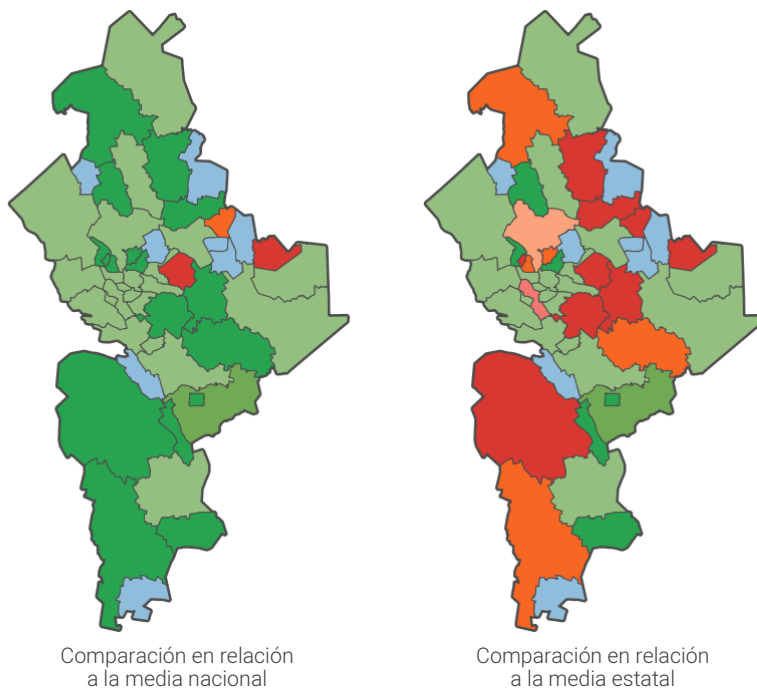 Comparación en relación
a la media nacional
Comparación en relación
a la media estatal